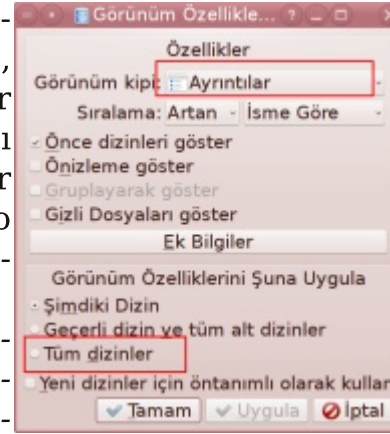 Görünüm Özellikle... ?
Özellikler
Görünüm kipi: Ayrıntılar
Sıralama: Artan İsme Göre
Önce dizinleri göster
Önizleme göster
Gruplayarak göster
Gizli Dosyaları göster
Ek Bilgiler
Görünüm Özelliklerini Şuna Uygula
Şimdiki Dizin
Geçerli dizin ve tüm alt dizinler
Tüm dizinler
Yeni dizinler için öntanımlı olarak kullan
Tamam Uygula İptal